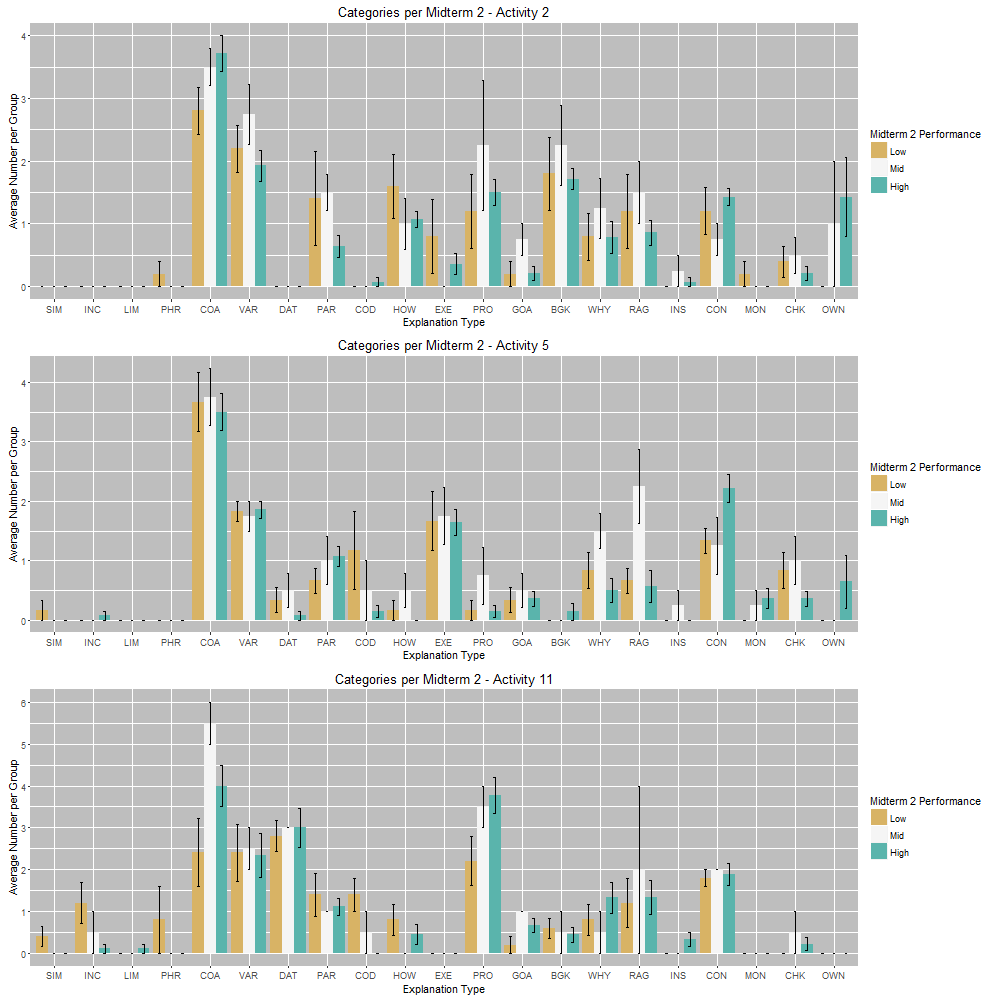 Categories per Midterm 2 - Activity 2
Average Number per Group
4
3
2
1
0
SIM INC LIM PHR COA VAR DAT PAR COD HOW EXE PRO GOA BGK WHY RAG INS CON MON CHK OWN
Explanation Type
Midterm 2 Performance
Low
Mid
High
Categories per Midterm 2 - Activity 5
Average Number per Group
4
3
2
1
0
SIM INC LIM PHR COA VAR DAT PAR COD HOW EXE PRO GOA BGK WHY RAG INS CON MON CHK OWN
Explanation Type
Midterm 2 Performance
Low
Mid
High
Categories per Midterm 2 - Activity 11
Average Number per Group
6
5
4
3
2
1
0
SIM INC LIM PHR COA VAR DAT PAR COD HOW EXE PRO GOA BGK WHY RAG INS CON MON CHK OWN
Explanation Type
Midterm 2 Performance
Low
Mid
High